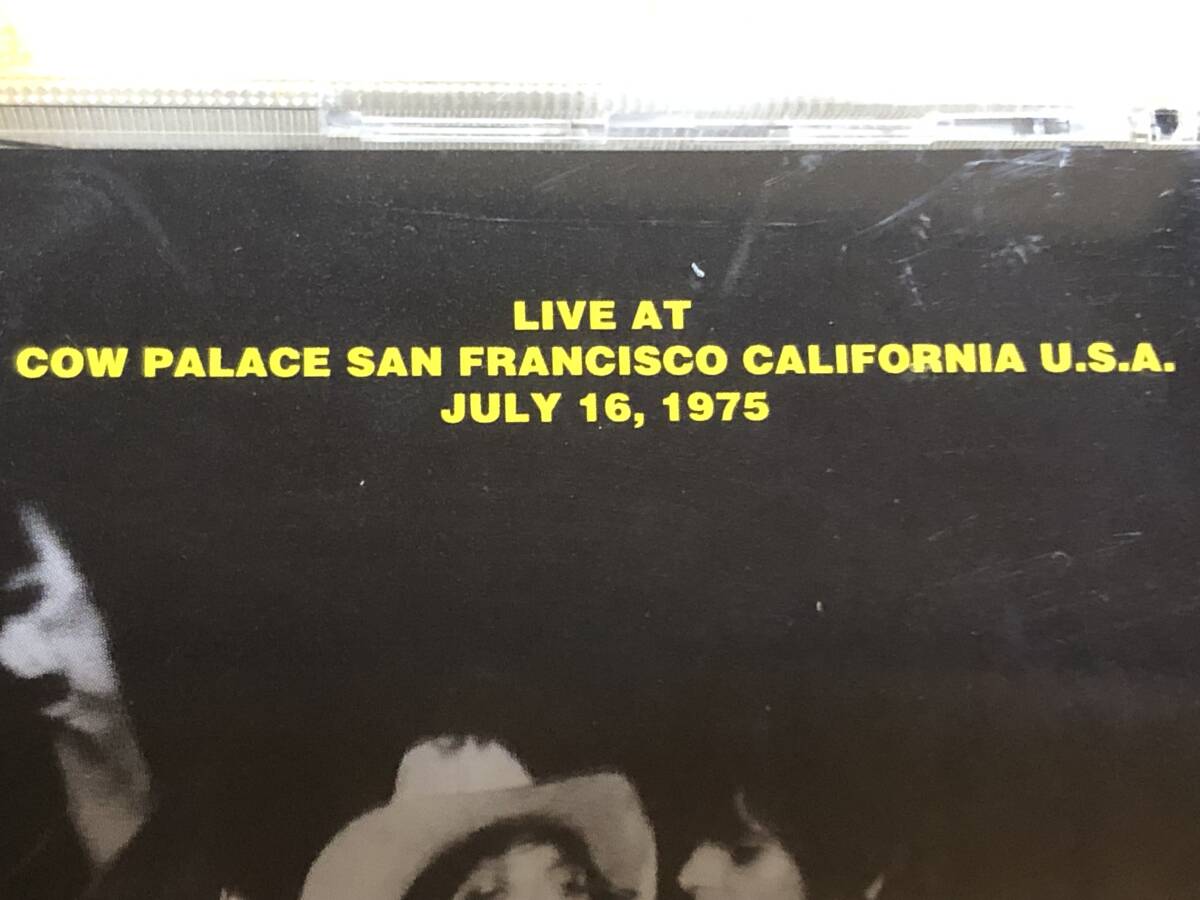 LIVE AT
COW PALACE SAN FRANCISCO CALIFORNIA U.S.A.
JULY 16, 1975